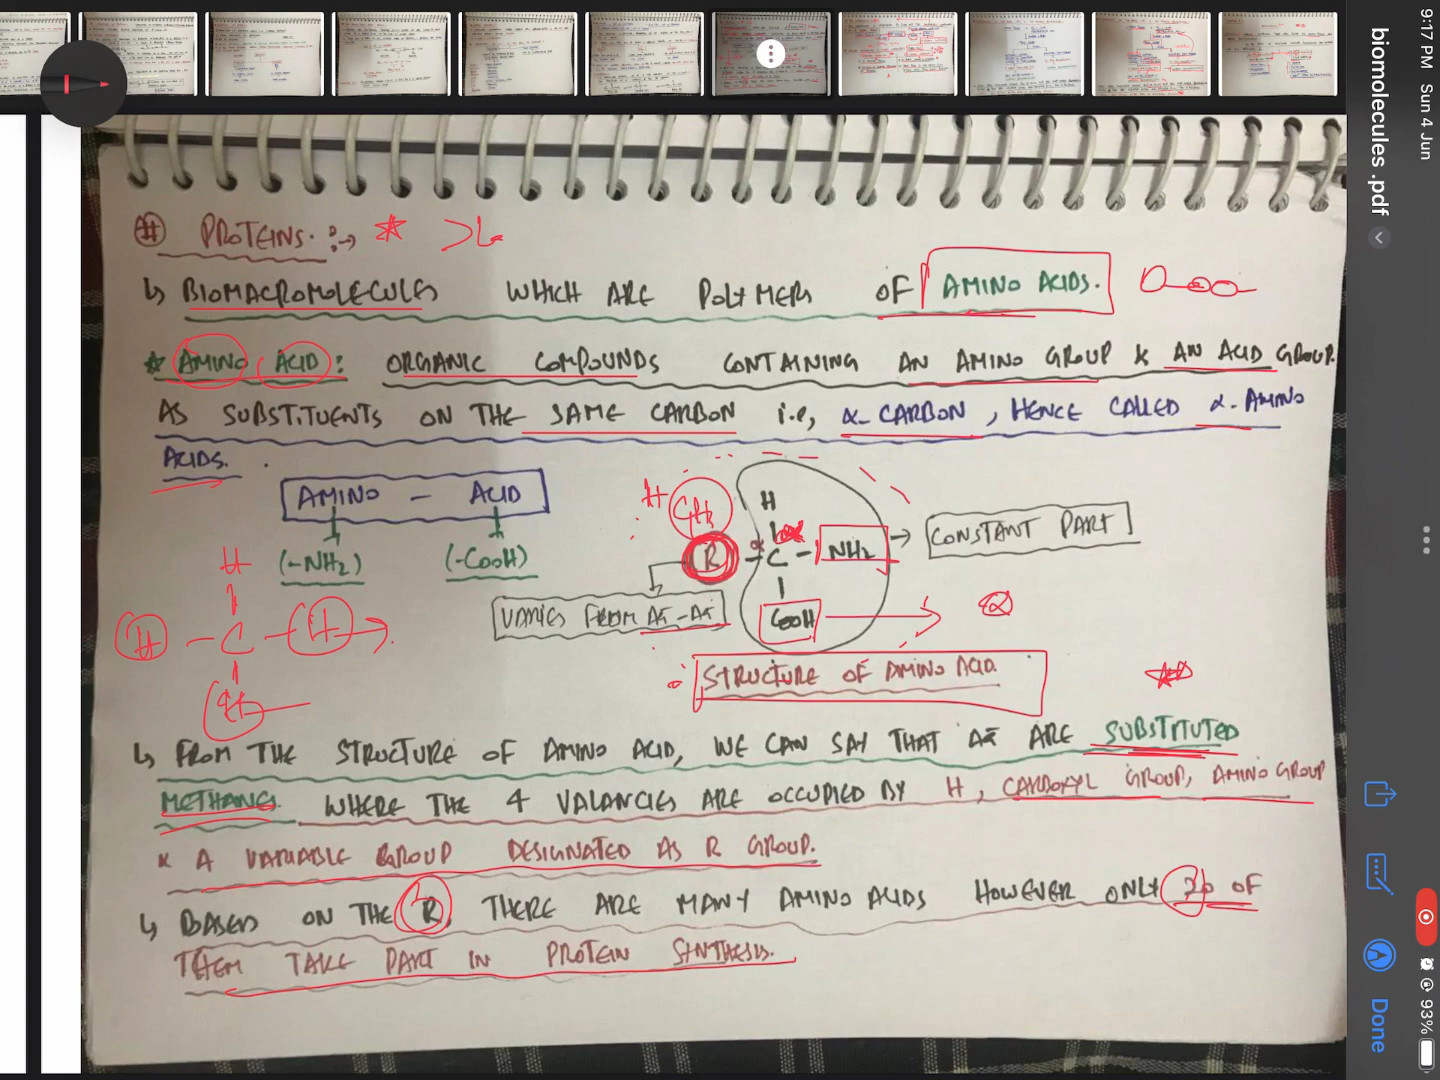 9:17 PM Sun 4 Jun
biomolecules .pdf
# PROTEINS.
↳ BIOMACROMOLECULES WHICH ARE POLYMERS OF AMINO ACIDS.
* AMINO ACID: ORGANIC COMPOUNDS CONTAINING AN AMINO GROUP & AN ACID GROUP.
AS SUBSTITUENTS ON THE SAME CARBON i.e, α-CARBON, HENCE CALLED α-AMINO
ACIDS.
AMINO - ACID
(-NH2) (-COOH)
H
H - C - H
H
H CH3
H
R - C - NH2 → CONSTANT PART
α
COOH
α
VARIES FROM AA-AA
STRUCTURE OF AMINO ACID.
↳ FROM THE STRUCTURE OF AMINO ACID, WE CAN SAY THAT AA ARE SUBSTITUTED
METHANES. WHERE THE 4 VALANCIES ARE OCCUPIED BY H, CARBOXYL GROUP, AMINO GROUP
& A VARIABLE GROUP DESIGNATED AS R GROUP.
↳ BASED ON THE R, THERE ARE MANY AMINO ACIDS HOWEVER ONLY 20 OF
THEM TAKE PART IN PROTEIN SYNTHESIS.
93%
Done